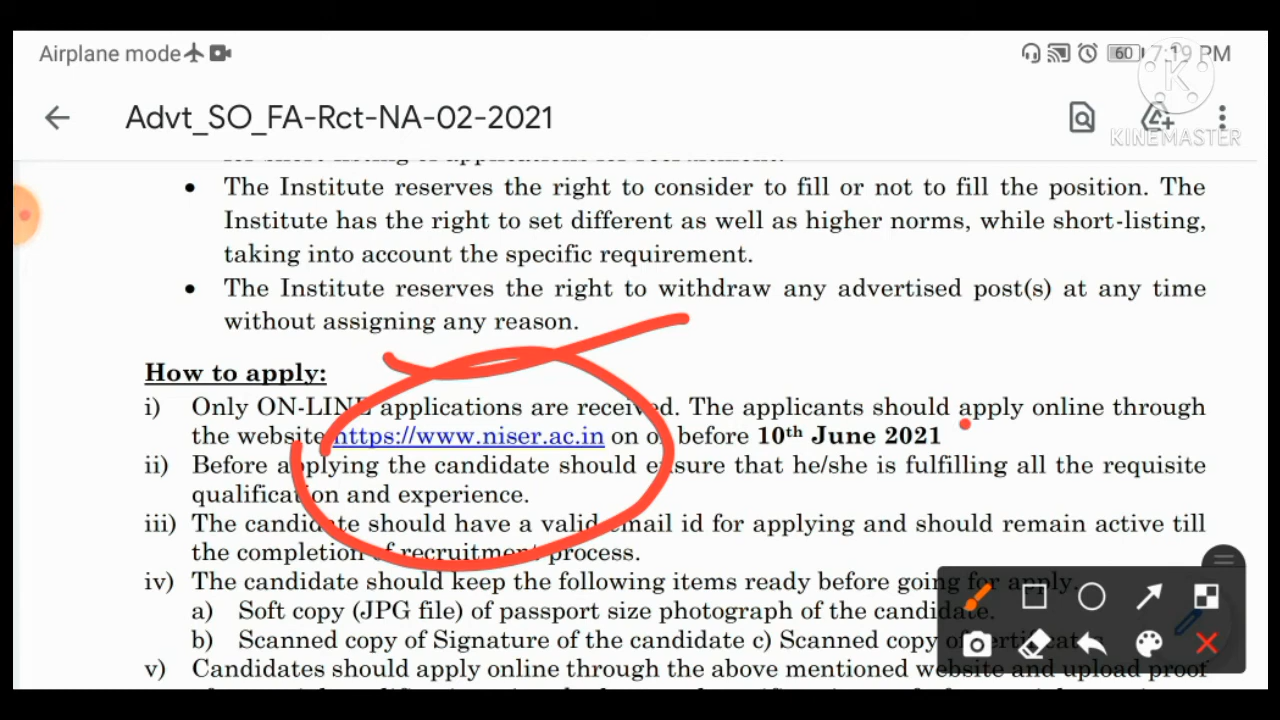 Airplane mode 60 7:19 PM
Advt_SO_FA-Rct-NA-02-2021
KINEMASTER
for short-listing of applications for recruitment.
• The Institute reserves the right to consider to fill or not to fill the position. The
Institute has the right to set different as well as higher norms, while short-listing,
taking into account the specific requirement.
• The Institute reserves the right to withdraw any advertised post(s) at any time
without assigning any reason.
How to apply:
i) Only ON-LINE applications are received. The applicants should apply online through
the website https://www.niser.ac.in on or before 10th June 2021
ii) Before applying the candidate should ensure that he/she is fulfilling all the requisite
qualification and experience.
iii) The candidate should have a valid email id for applying and should remain active till
the completion of recruitment process.
iv) The candidate should keep the following items ready before going for apply.
a) Soft copy (JPG file) of passport size photograph of the candidate.
b) Scanned copy of Signature of the candidate c) Scanned copy of certificates
v) Candidates should apply online through the above mentioned website and upload proof